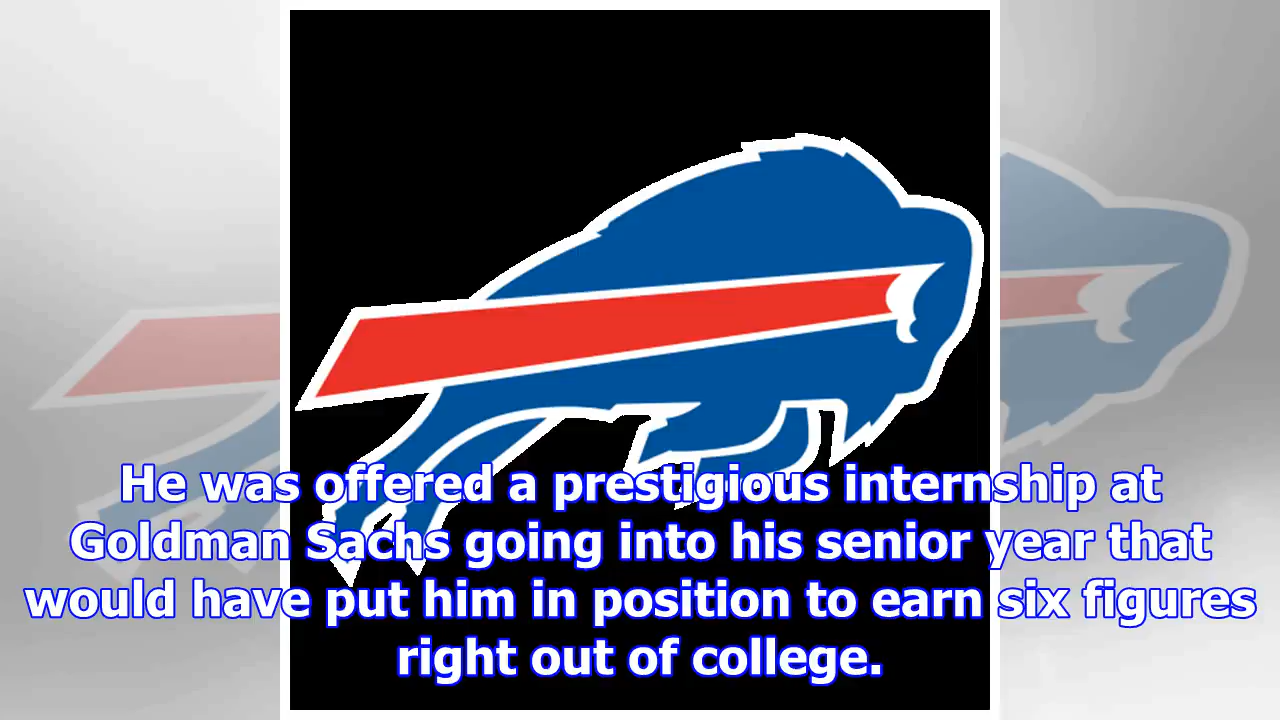 He was offered a prestigious internship at
Goldman Sachs going into his senior year that
would have put him in position to earn six figures
right out of college.